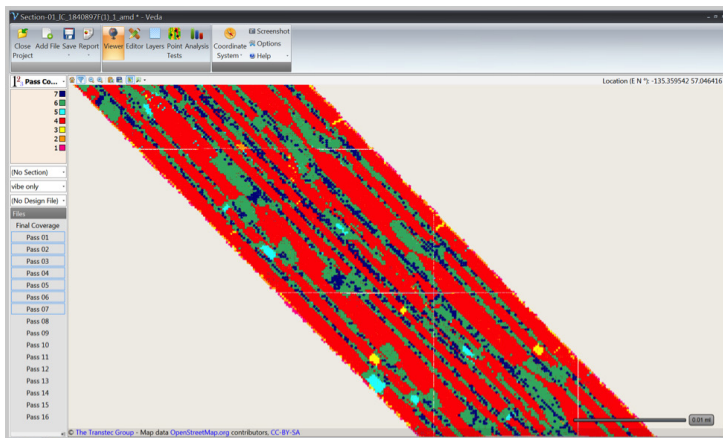 Section-01_IC_1840897F(1)_1_amd * - Veda
Close Project
Add File
Save
Report
Viewer
Editor
Layers
Point Tests
Analysis
Coordinate System
Screenshot
Options
Help
Pass Co...
Location (E N °): -135.359542 57.046416
7
6
5
4
3
2
1
(No Section)
vibe only
(No Design File)
Files
Final Coverage
Pass 01
Pass 02
Pass 03
Pass 04
Pass 05
Pass 06
Pass 07
Pass 08
Pass 09
Pass 10
Pass 11
Pass 12
Pass 13
Pass 14
Pass 15
Pass 16
0.01 mi
© The Transtec Group - Map data OpenStreetMap.org contributors, CC-BY-SA